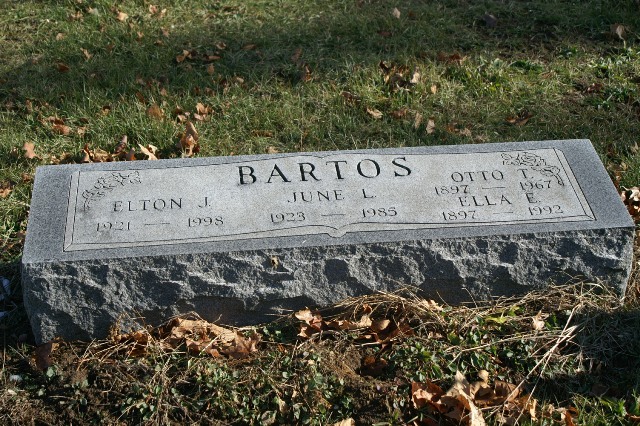 BARTOS
ELTON J.
1921 — 1998
JUNE L.
1923 — 1985
OTTO T.
1897 — 1967
ELLA E.
1897 — 1992